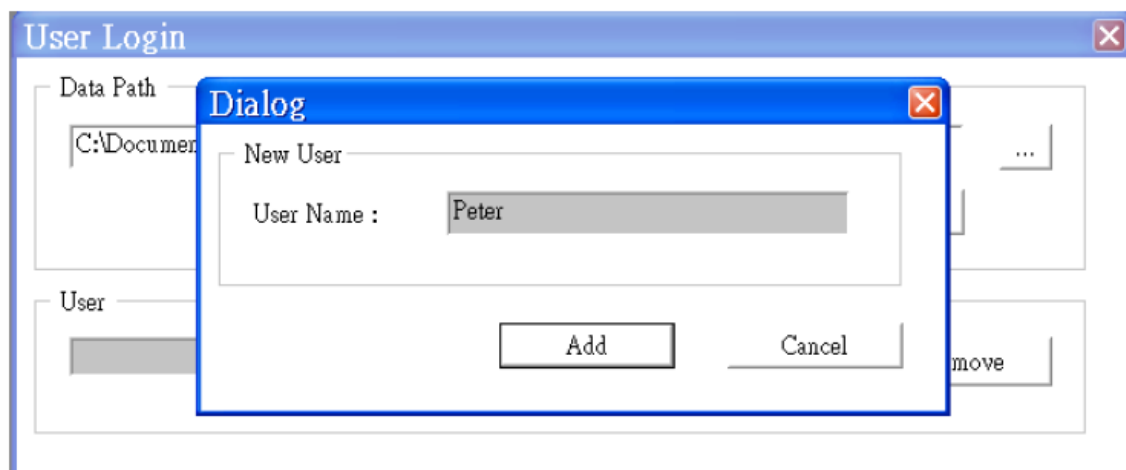 User Login
Data Path
Dialog
C:\Documen
New User
...
User Name :
Peter
User
Add
Cancel
move